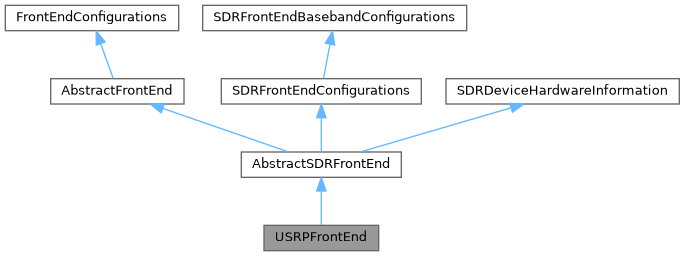 FrontEndConfigurations
SDRFrontEndBasebandConfigurations
AbstractFrontEnd
SDRFrontEndConfigurations
SDRDeviceHardwareInformation
AbstractSDRFrontEnd
USRPFrontEnd